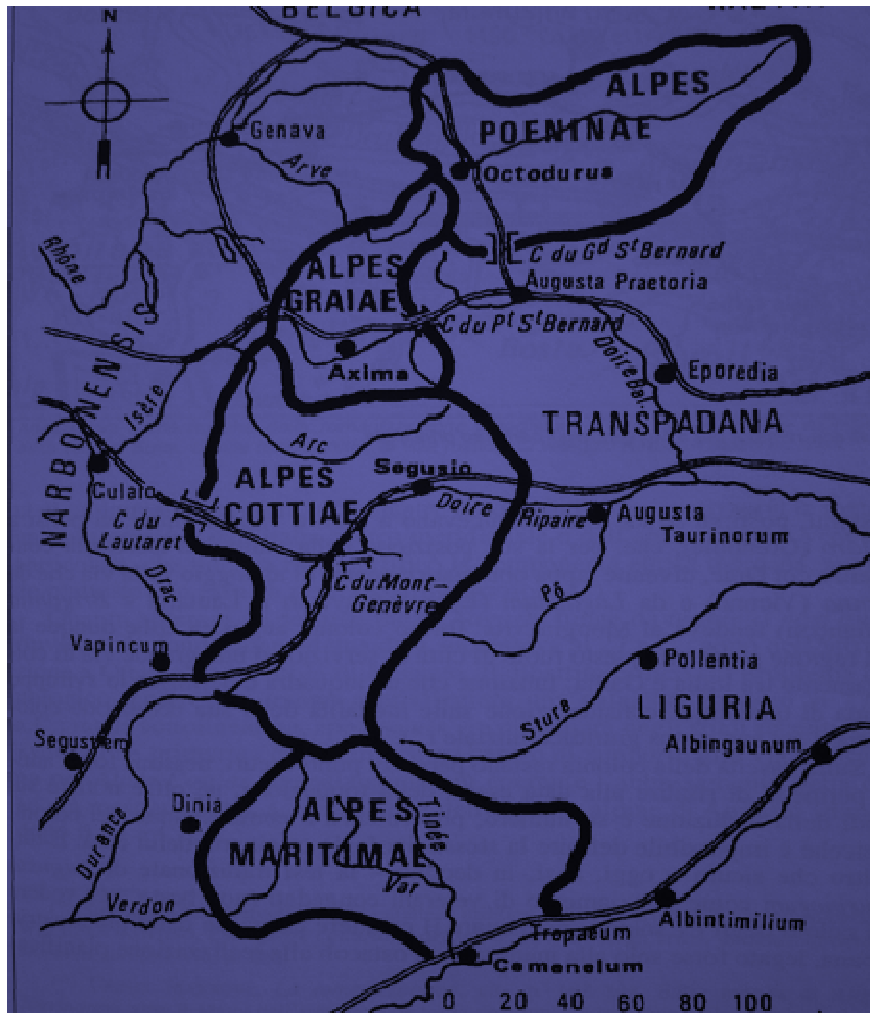 BELGICA
N
ALPES
POENINAE
Genava
Arve
Octodurus
Rhône
C du Gd St Bernard
ALPES
GRAIAE
Augusta Praetoria
C du Pt St Bernard
Axima
Doire Bal.
Eporedia
NARBONENSIS
Isère
TRANSPADANA
Arc
Segusio
ALPES
COTTIAE
Cularo
Doire
Ripaire
Augusta
Taurinorum
C du
Lautaret
Drac
C du Mont-
Genèvre
Pô
Vapincum
Pollentia
Sture
LIGURIA
Segustero
Albingaunum
Dinia
ALPES
MARITIMAE
Tinée
Durance
Var
Verdon
Tropaeum
Albintimilium
Cemenelum
0 20 40 60 80 100